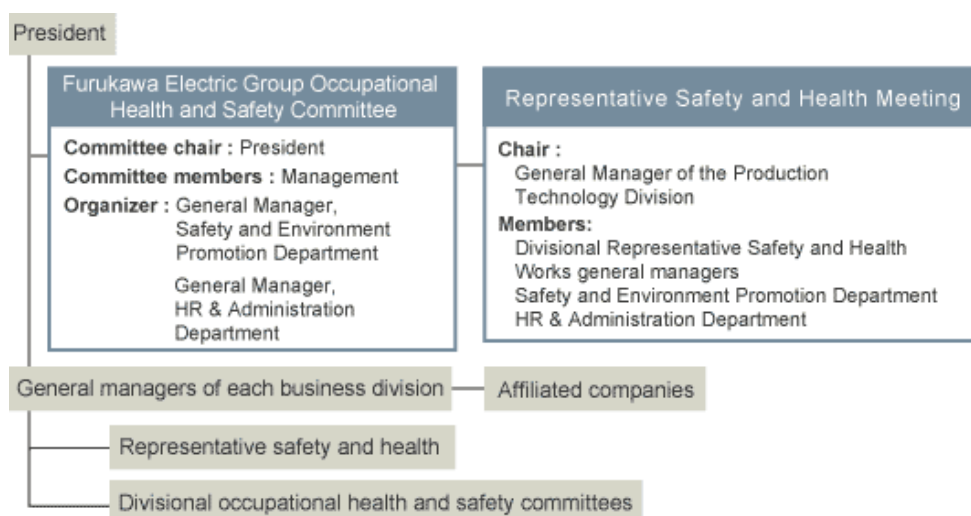 President
Furukawa Electric Group Occupational
Health and Safety Committee
Committee chair : President
Committee members : Management
Organizer : General Manager,
Safety and Environment
Promotion Department
General Manager,
HR & Administration
Department
Representative Safety and Health Meeting
Chair :
General Manager of the Production
Technology Division
Members:
Divisional Representative Safety and Health
Works general managers
Safety and Environment Promotion Department
HR & Administration Department
General managers of each business division
Affiliated companies
Representative safety and health
Divisional occupational health and safety committees